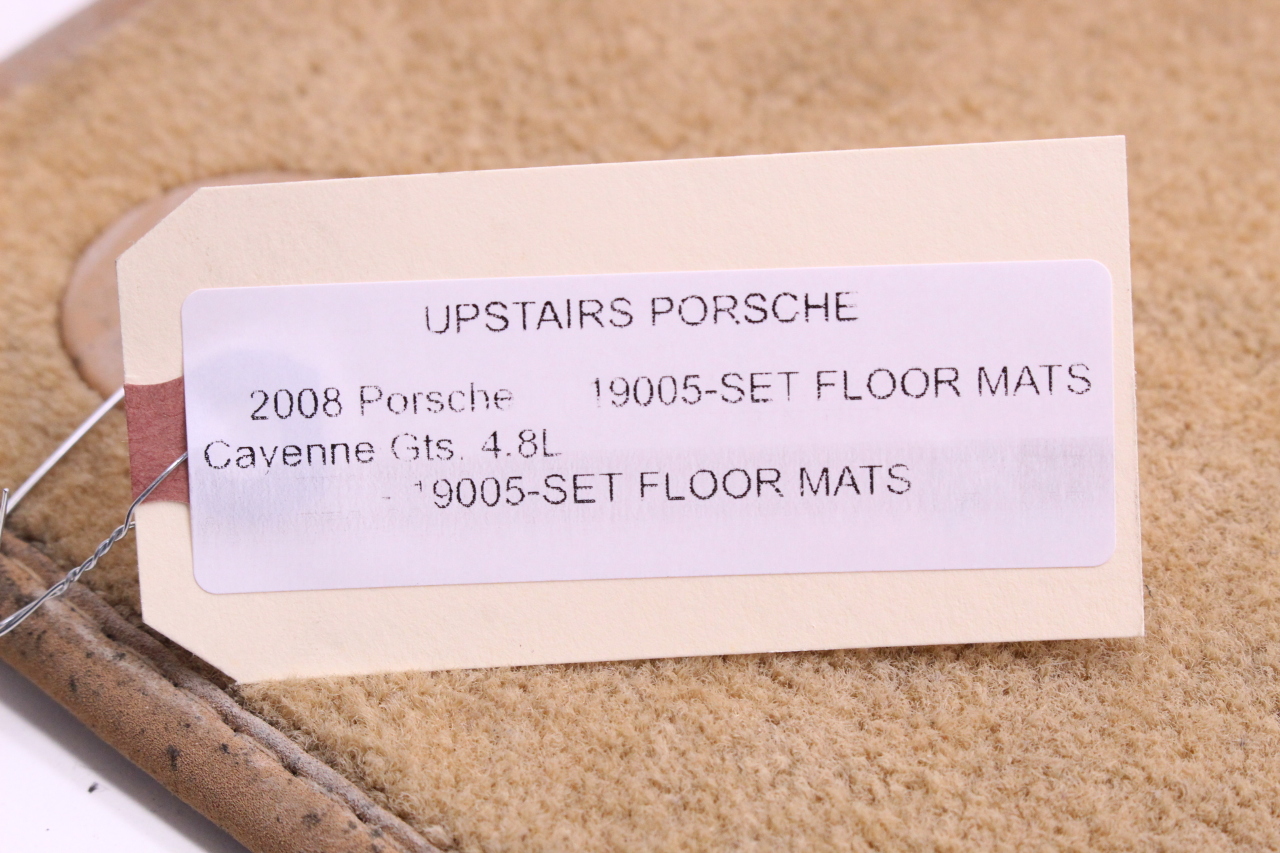 UPSTAIRS PORSCHE
2008 Porsche 19005-SET FLOOR MATS
Cayenne Gts. 4.8L
- 19005-SET FLOOR MATS